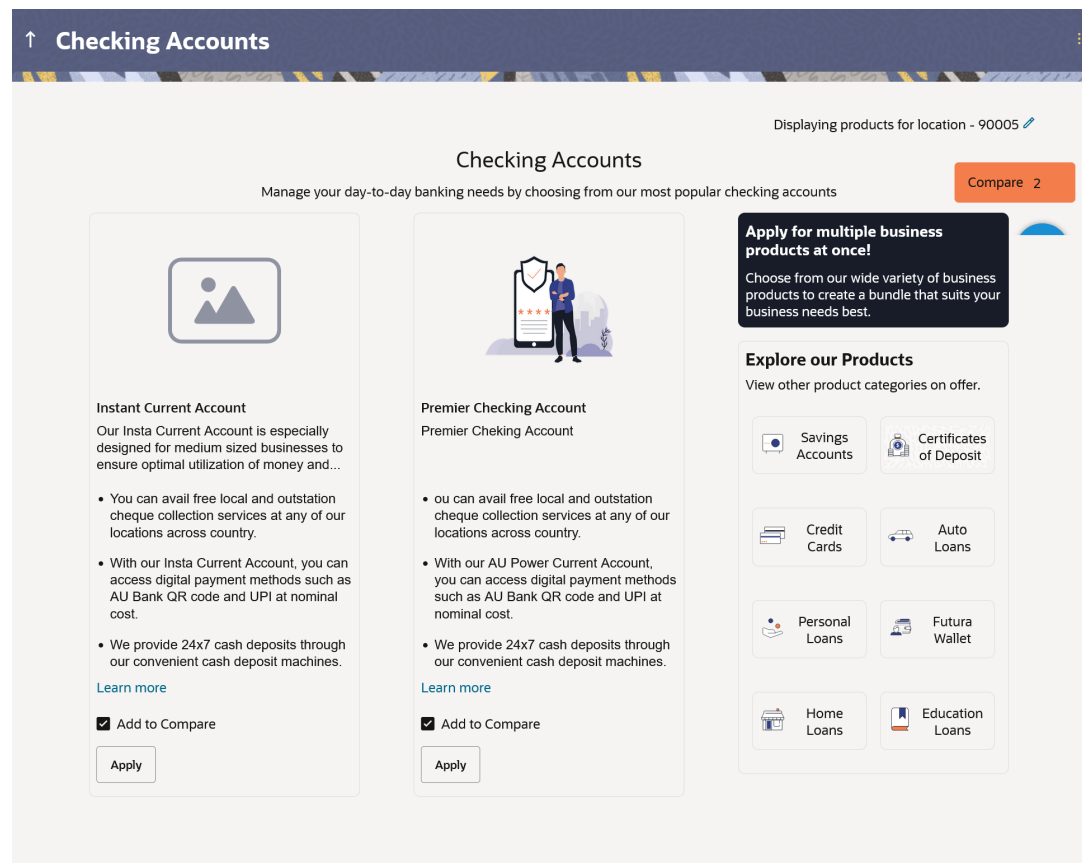 Checking Accounts
Displaying products for location - 90005
Checking Accounts
Manage your day-to-day banking needs by choosing from our most popular checking accounts
Compare 2
Instant Current Account
Our Insta Current Account is especially
designed for medium sized businesses to
ensure optimal utilization of money and...
• You can avail free local and outstation
cheque collection services at any of our
locations across country.
• With our Insta Current Account, you can
access digital payment methods such as
AU Bank QR code and UPI at nominal
cost.
• We provide 24x7 cash deposits through
our convenient cash deposit machines.
Learn more
Add to Compare
Apply
Premier Checking Account
Premier Cheking Account
• ou can avail free local and outstation
cheque collection services at any of our
locations across country.
• With our AU Power Current Account,
you can access digital payment methods
such as AU Bank QR code and UPI at
nominal cost.
• We provide 24x7 cash deposits through
our convenient cash deposit machines.
Learn more
Add to Compare
Apply
Apply for multiple business
products at once!
Choose from our wide variety of business
products to create a bundle that suits your
business needs best.
Explore our Products
View other product categories on offer.
Savings
Accounts
Certificates
of Deposit
Credit
Cards
Auto
Loans
Personal
Loans
Futura
Wallet
Home
Loans
Education
Loans